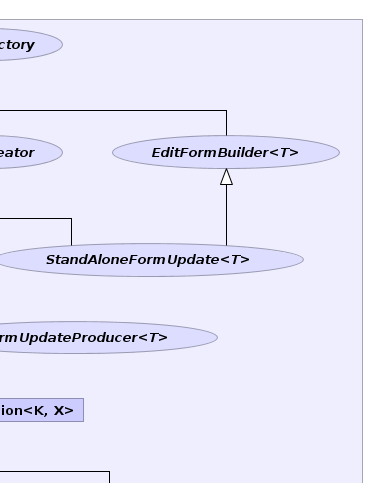 ctory
eator
EditFormBuilder<T>
StandAloneFormUpdate<T>
rmUpdateProducer<T>
ion<K, X>